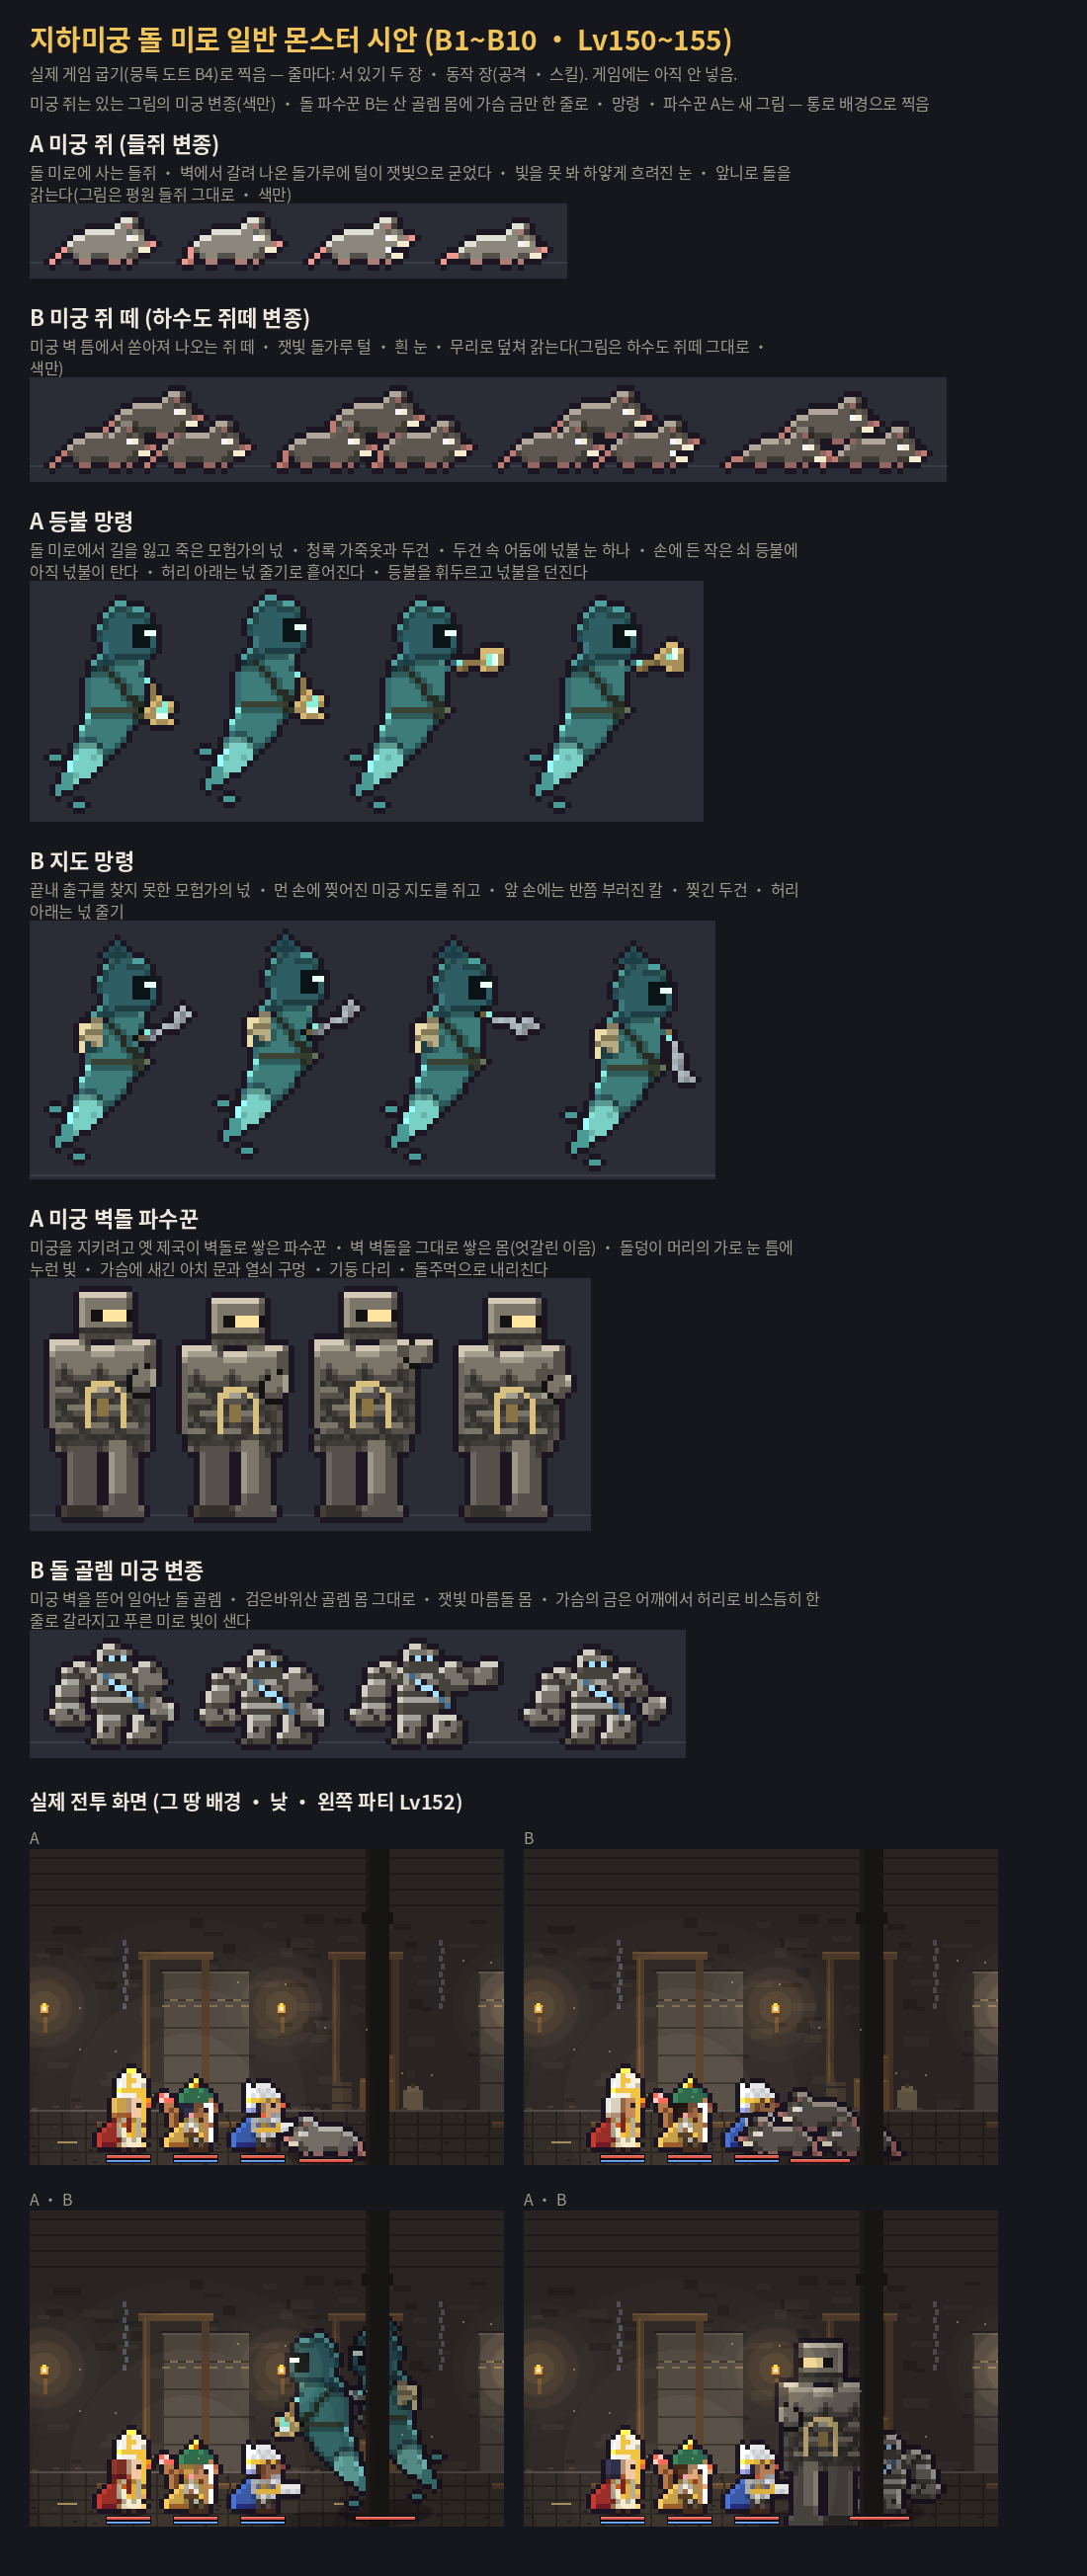 지하미궁 돌 미로 일반 몬스터 시안 (B1~B10 · Lv150~155)
실제 게임 굽기(뭉툭 도트 B4)로 찍음 — 줄마다: 서 있기 두 장 · 동작 장(공격 · 스킬). 게임에는 아직 안 넣음.
미궁 쥐는 있는 그림의 미궁 변종(색만) · 돌 파수꾼 B는 산 골렘 몸에 가슴 금만 한 줄로 · 망령 · 파수꾼 A는 새 그림 — 통로 배경으로 찍음
A 미궁 쥐 (들쥐 변종)
돌 미로에 사는 들쥐 · 벽에서 갈려 나온 돌가루에 털이 잿빛으로 굳었다 · 빛을 못 봐 하얗게 흐려진 눈 · 앞니로 돌을
갉는다(그림은 평원 들쥐 그대로 · 색만)
B 미궁 쥐 떼 (하수도 쥐떼 변종)
미궁 벽 틈에서 쏟아져 나오는 쥐 떼 · 잿빛 돌가루 털 · 흰 눈 · 무리로 덮쳐 갉는다(그림은 하수도 쥐떼 그대로 ·
색만)
A 등불 망령
돌 미로에서 길을 잃고 죽은 모험가의 넋 · 청록 가죽옷과 두건 · 두건 속 어둠에 넋불 눈 하나 · 손에 든 작은 쇠 등불에
아직 넋불이 탄다 · 허리 아래는 넋 줄기로 흩어진다 · 등불을 휘두르고 넋불을 던진다
B 지도 망령
끝내 출구를 찾지 못한 모험가의 넋 · 먼 손에 찢어진 미궁 지도를 쥐고 · 앞 손에는 반쯤 부러진 칼 · 찢긴 두건 · 허리
아래는 넋 줄기
A 미궁 벽돌 파수꾼
미궁을 지키려고 옛 제국이 벽돌로 쌓은 파수꾼 · 벽 벽돌을 그대로 쌓은 몸(엇갈린 이음) · 돌덩이 머리의 가로 눈 틈에
누런 빛 · 가슴에 새긴 아치 문과 열쇠 구멍 · 기둥 다리 · 돌주먹으로 내리친다
B 돌 골렘 미궁 변종
미궁 벽을 뜯어 일어난 돌 골렘 · 검은바위산 골렘 몸 그대로 · 잿빛 마름돌 몸 · 가슴의 금은 어깨에서 허리로 비스듬히 한
줄로 갈라지고 푸른 미로 빛이 샌다
실제 전투 화면 (그 땅 배경 · 낮 · 왼쪽 파티 Lv152)
A
B
A · B
A · B